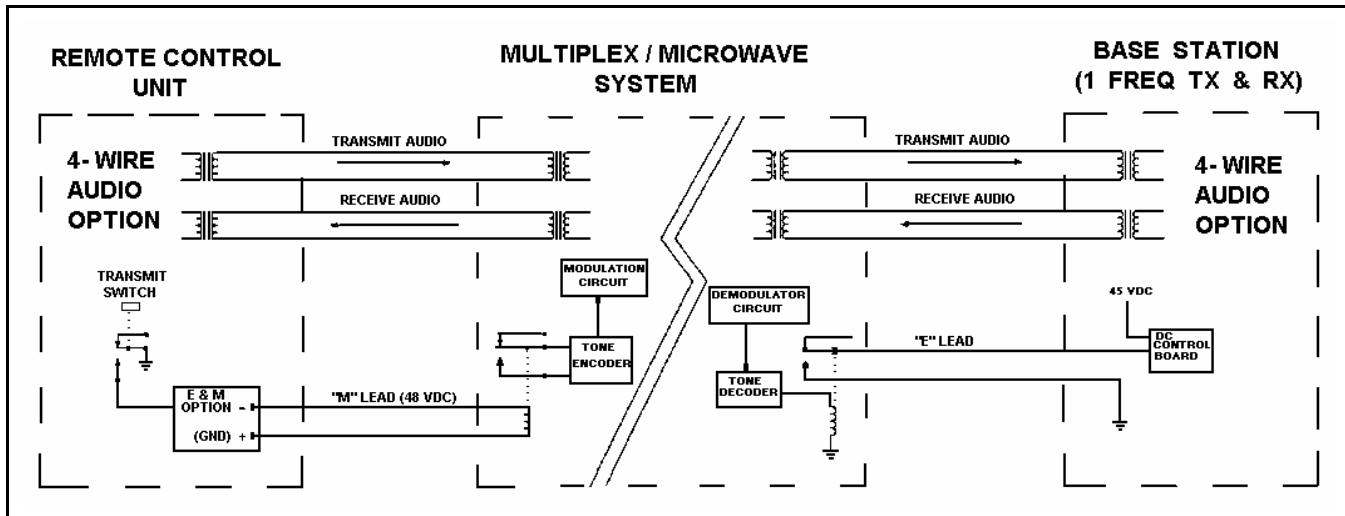 REMOTE CONTROL
UNIT
MULTIPLEX / MICROWAVE
SYSTEM
BASE STATION
(1 FREQ TX & RX)
4- WIRE
AUDIO
OPTION
TRANSMIT AUDIO
RECEIVE AUDIO
TRANSMIT AUDIO
RECEIVE AUDIO
4- WIRE
AUDIO
OPTION
TRANSMIT
SWITCH
MODULATION
CIRCUIT
TONE
ENCODER
E & M
OPTION -
(GND) +
"M" LEAD (48 VDC)
DEMODULATOR
CIRCUIT
TONE
DECODER
"E" LEAD
45 VDC
DC
CONTROL
BOARD